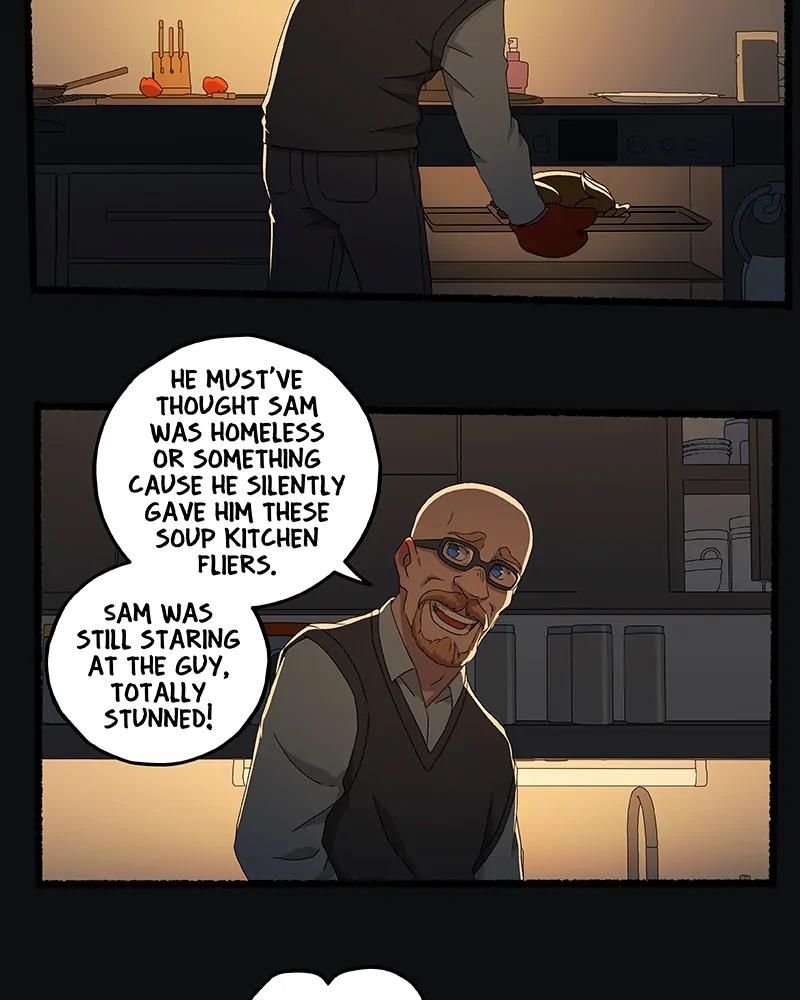 HE MUST'VE
THOUGHT SAM
WAS HOMELESS
OR SOMETHING
CAUSE HE SILENTLY
GAVE HIM THESE
SOUP KITCHEN
FLIERS.
SAM WAS
STILL STARING
AT THE GUY,
TOTALLY
STUNNED!